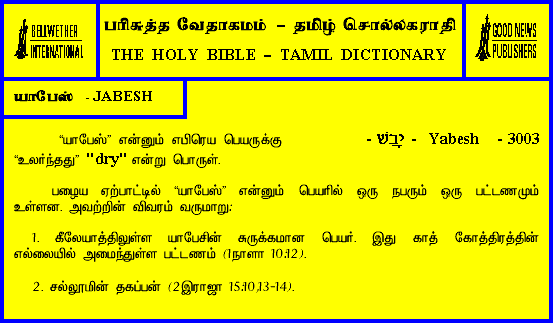 BELLWETHER
INTERNATIONAL
பரிசுத்த வேதாகமம் – தமிழ் சொல்லகராதி
THE HOLY BIBLE – TAMIL DICTIONARY
GOOD NEWS
PUBLISHERS
யாபேஸ் - JABESH
“யாபேஸ்” என்னும் எபிரெய பெயருக்கு - יָבֵשׁ - Yabesh - 3003
“உலர்ந்தது” "dry" என்று பொருள்.
பழைய ஏற்பாட்டில் “யாபேஸ்” என்னும் பெயரில் ஒரு நபரும் ஒரு பட்டணமும்
உள்ளன. அவற்றின் விவரம் வருமாறு:
1. கீலேயாத்திலுள்ள யாபேசின் சுருக்கமான பெயர். இது காத் கோத்திரத்தின்
எல்லையில் அமைந்துள்ள பட்டணம் (1நாளா 10:12).
2. சல்லூமின் தகப்பன் (2இராஜா 15:10,13-14).